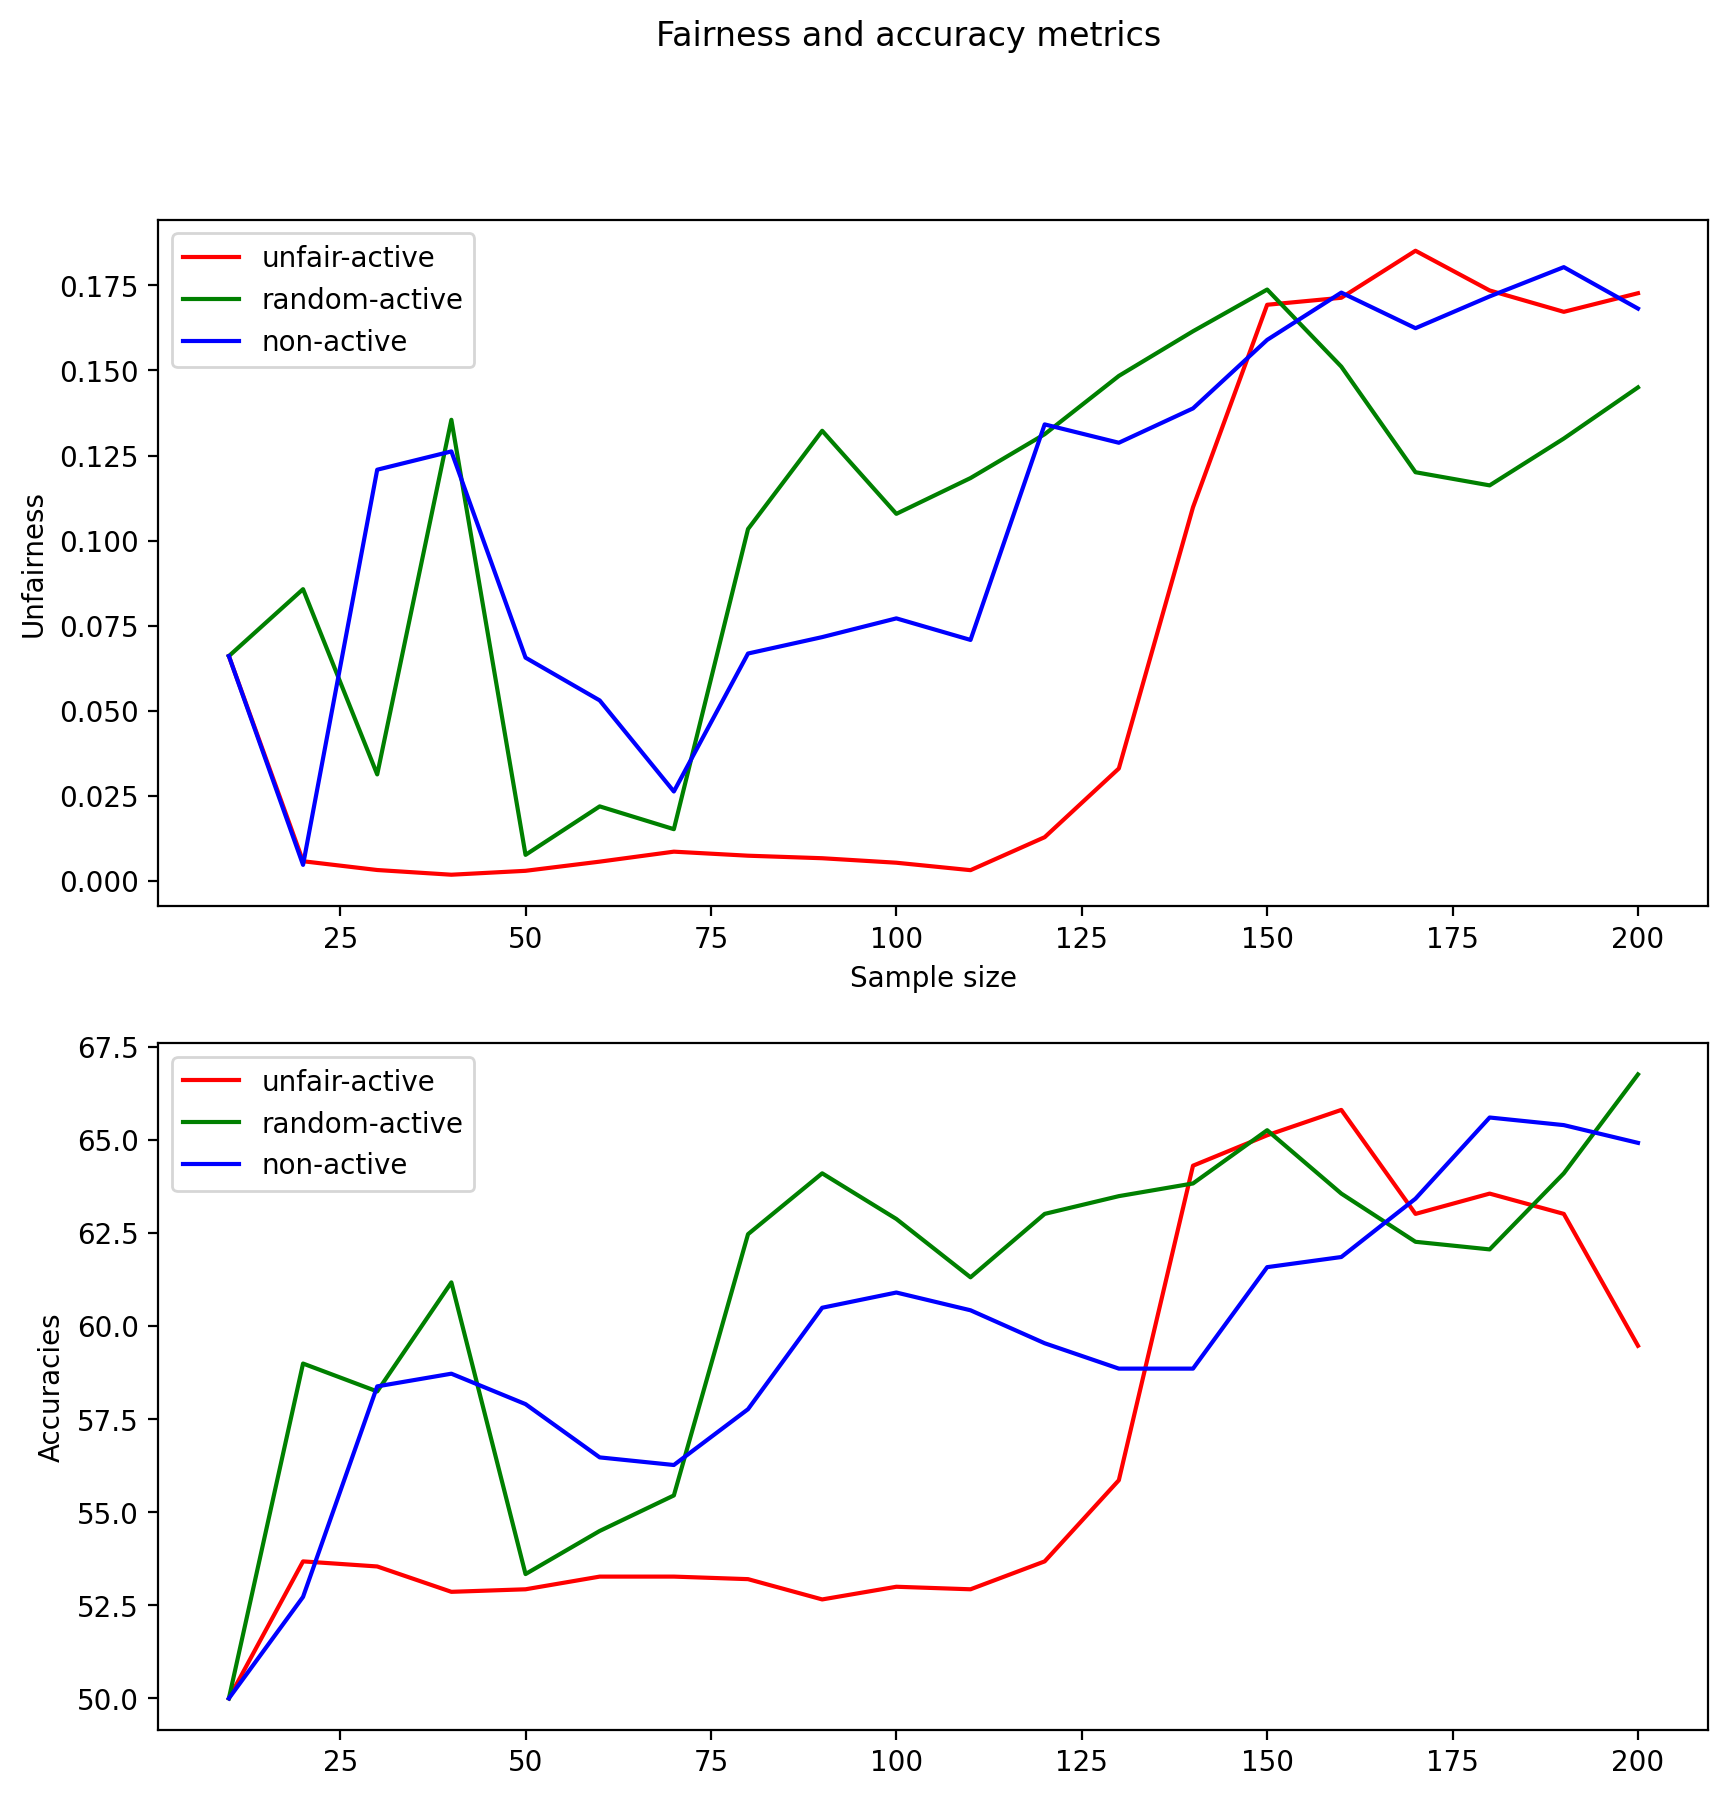 Fairness and accuracy metrics
unfair-active
random-active
non-active
0.175
0.150
0.125
0.100
0.075
0.050
0.025
0.000
Unfairness
25 50 75 100 125 150 175 200
Sample size
unfair-active
random-active
non-active
67.5
65.0
62.5
60.0
57.5
55.0
52.5
50.0
Accuracies
25 50 75 100 125 150 175 200